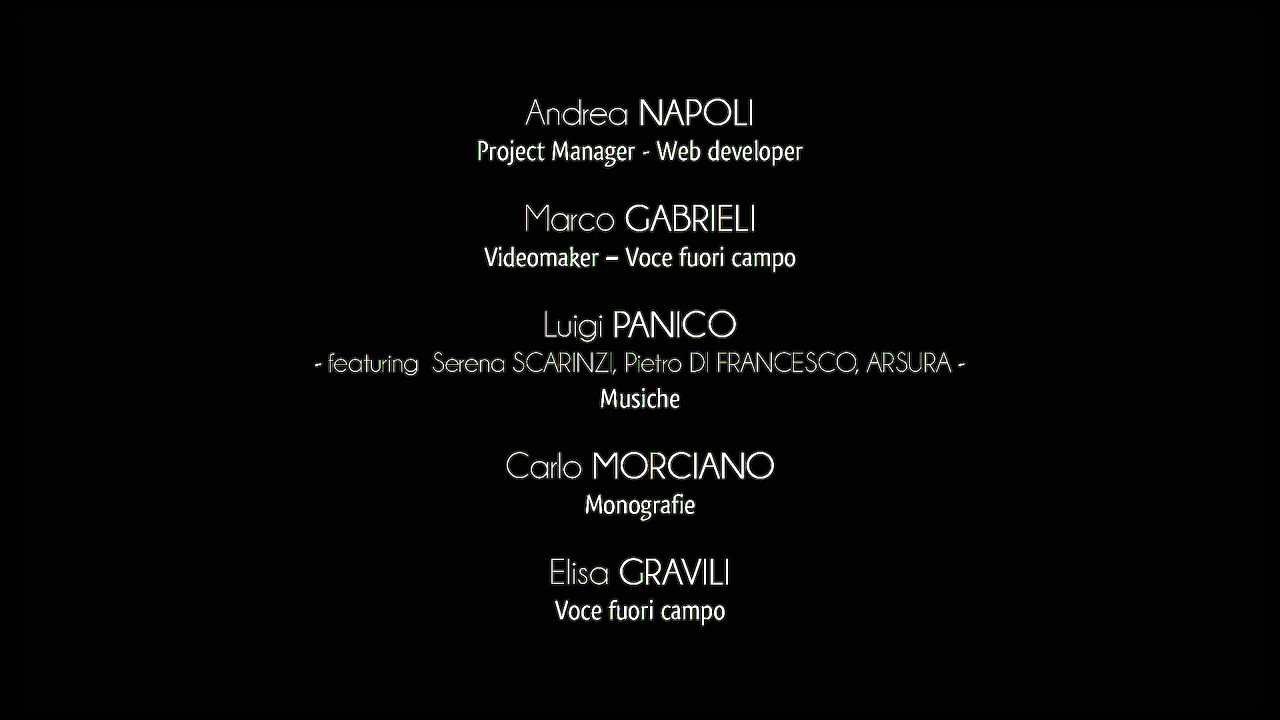 Andrea NAPOLI
Project Manager - Web developer
Marco GABRIELI
Videomaker – Voce fuori campo
Luigi PANICO
- featuring Serena SCARINZI, Pietro DI FRANCESCO, ARSURA -
Musiche
Carlo MORCIANO
Monografie
Elisa GRAVILI
Voce fuori campo